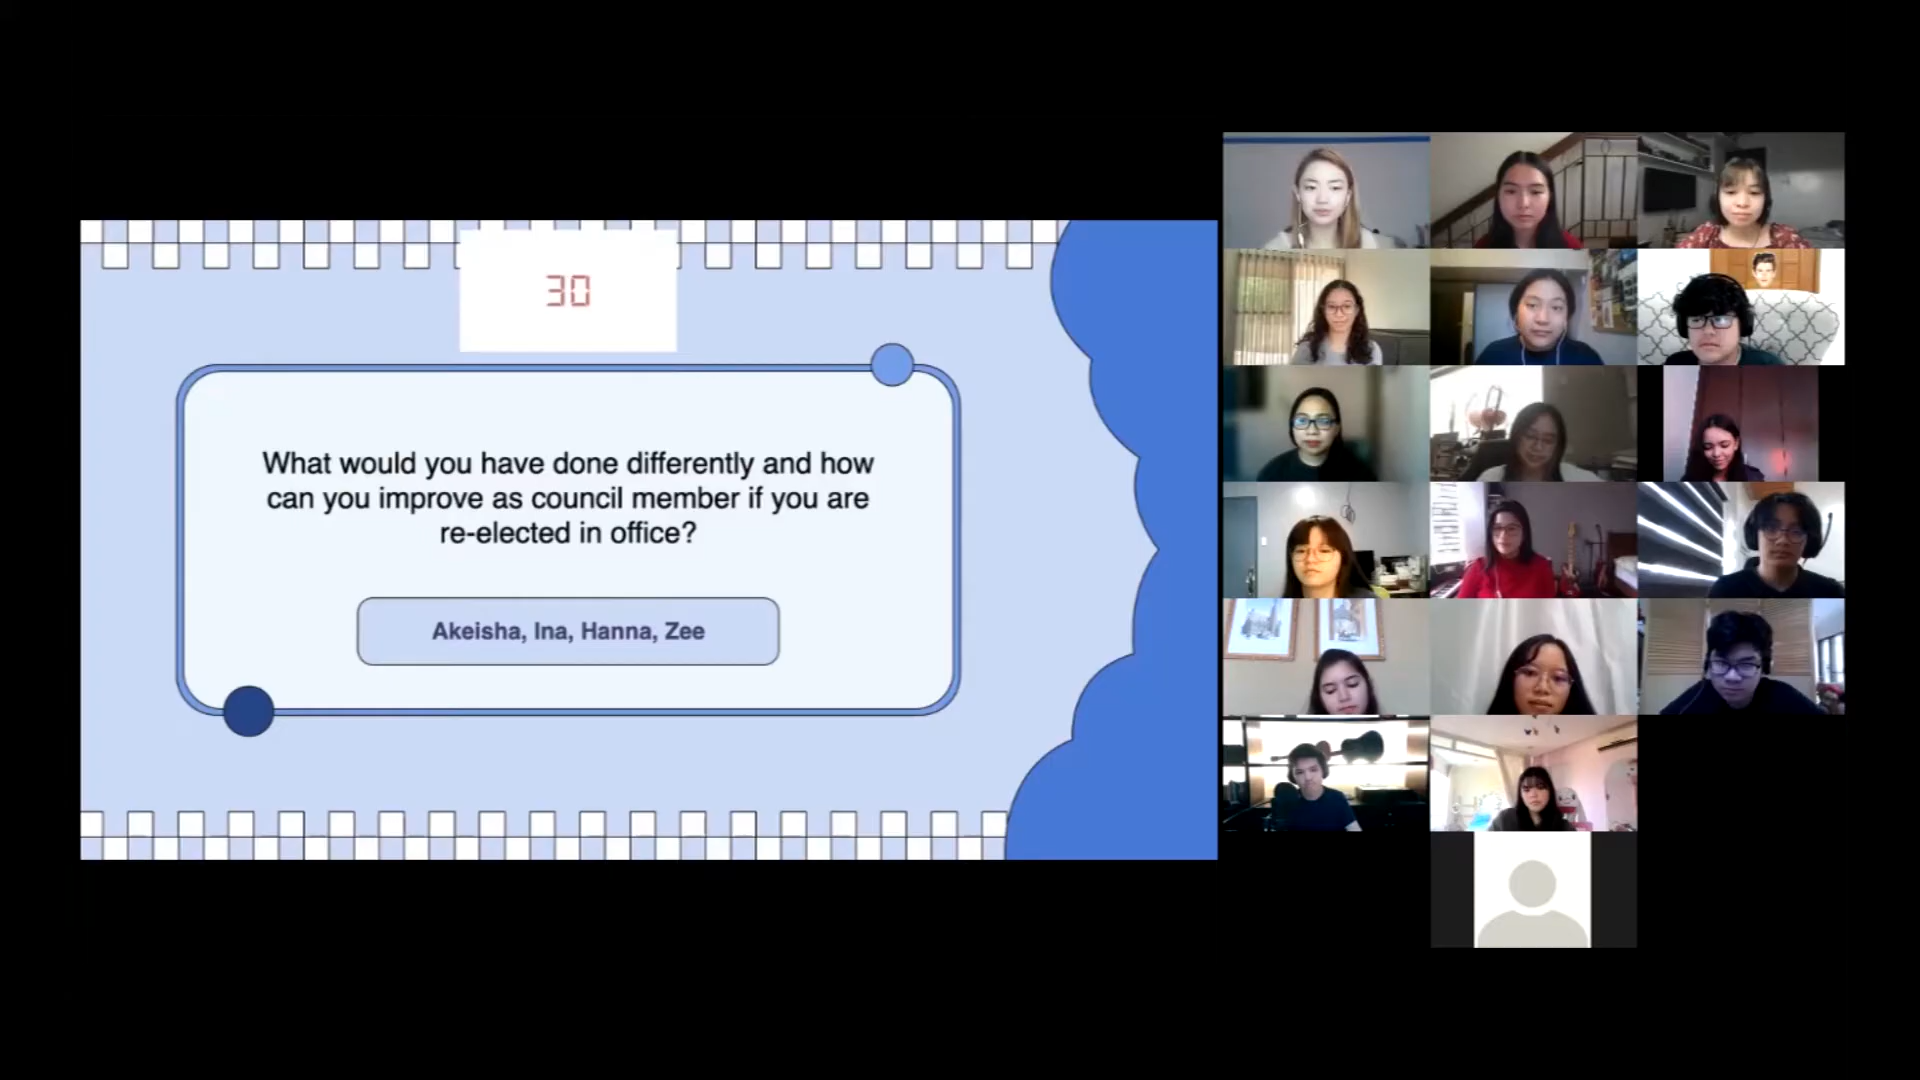 30
What would you have done differently and how
can you improve as council member if you are
re-elected in office?
Akeisha, Ina, Hanna, Zee